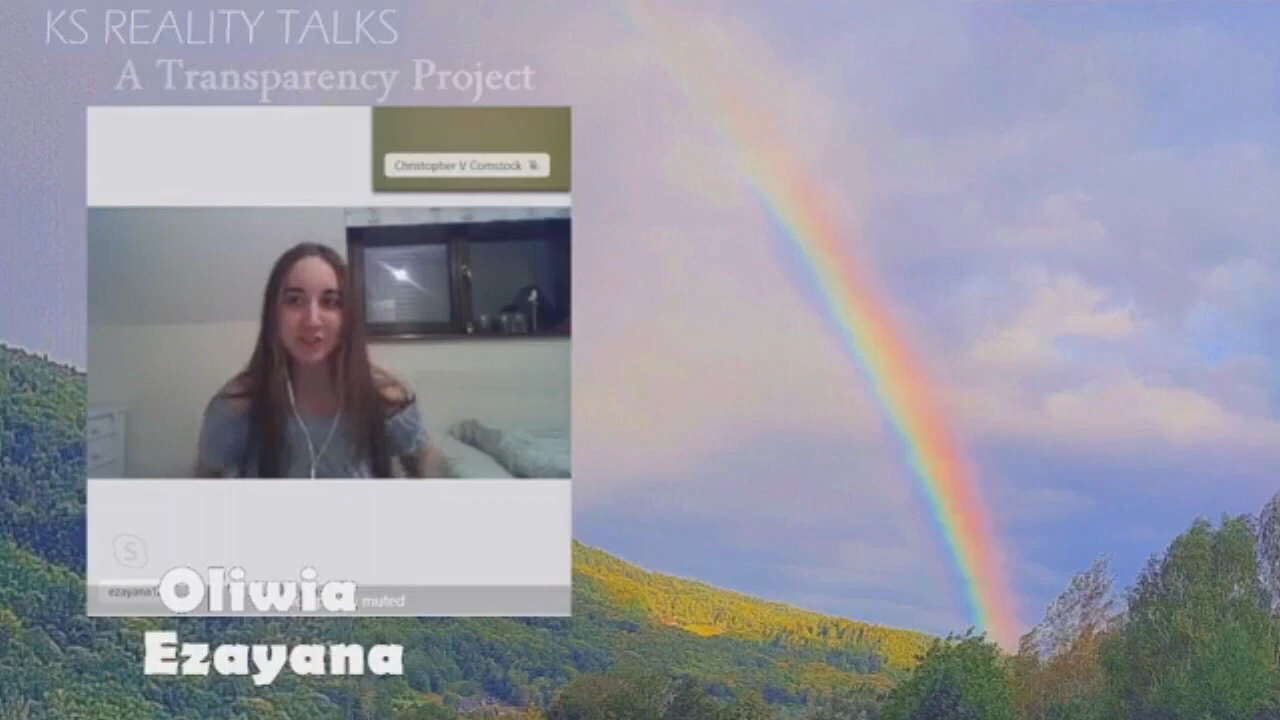 KS REALITY TALKS
A Transparency Project
Christopher V Comstock
S
Oliwia
muted
Ezayana